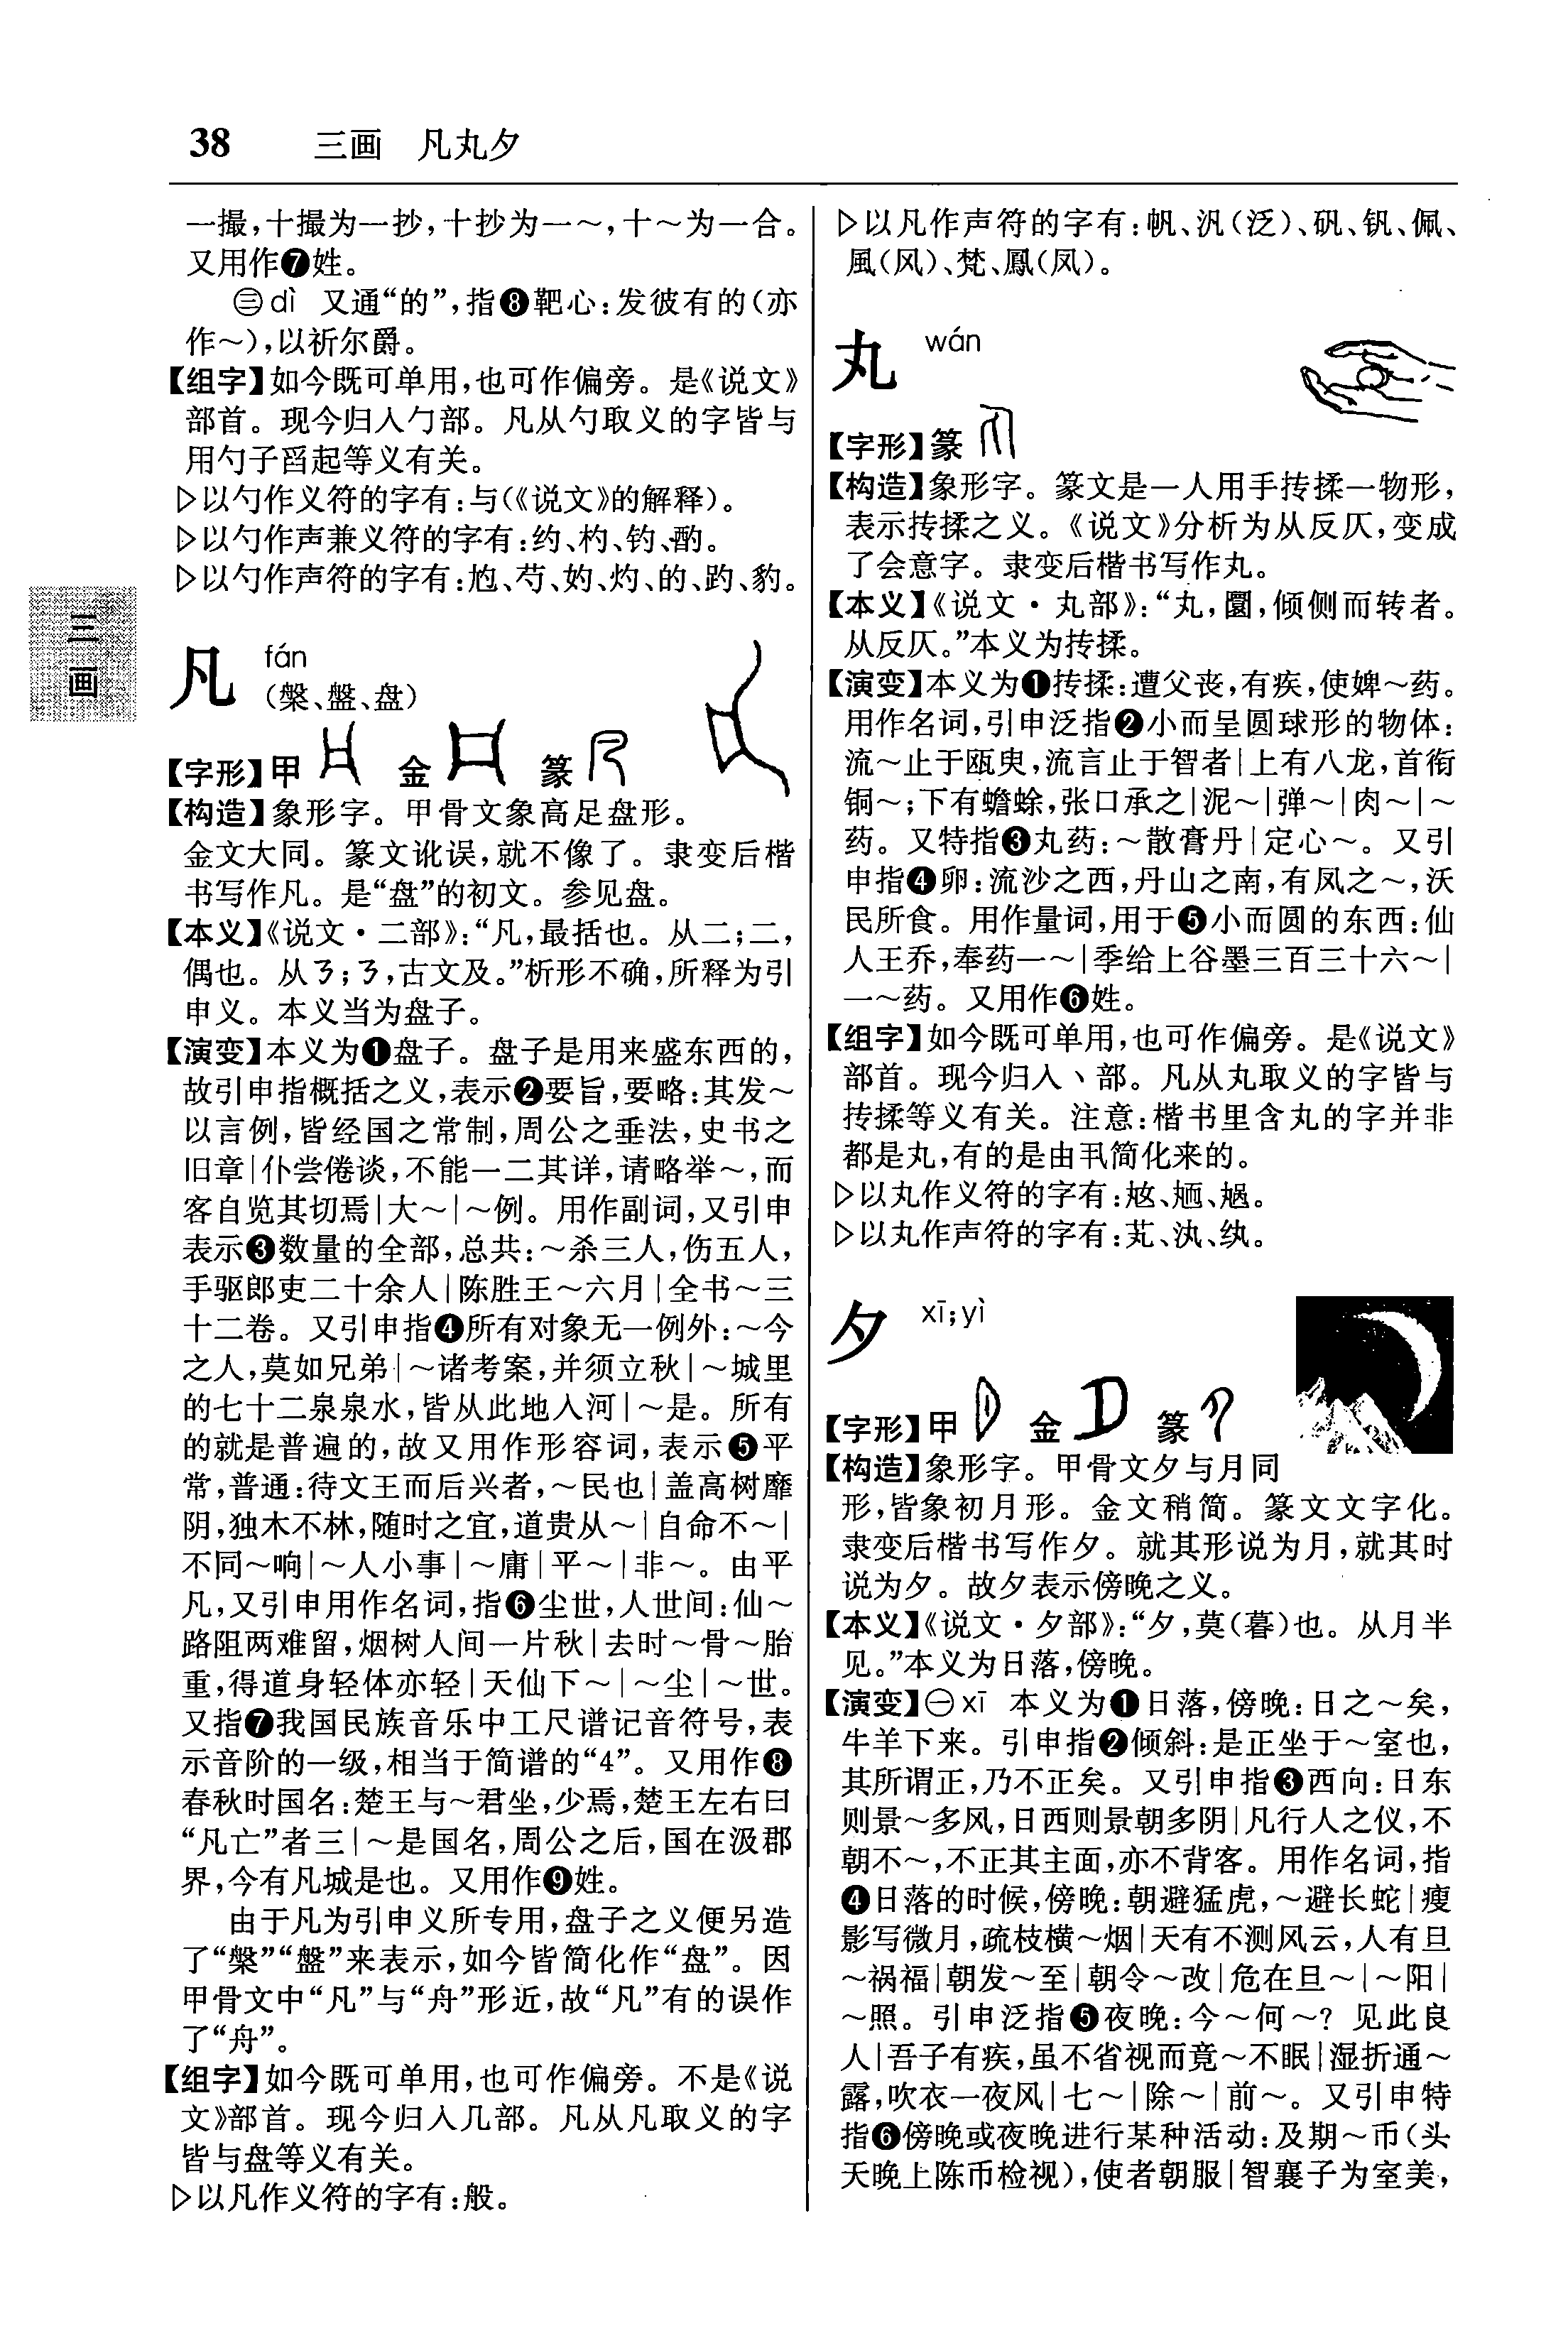 38 三画 凡丸夕
一撮,十撮为一抄,十抄为一～,十～为一合。
又用作❼姓。
㊂dì 又通“的”,指❽靶心:发彼有的(亦
作～),以祈尔爵。
【组字】如今既可单用,也可作偏旁。是《说文》
部首。现今归入勹部。凡从勺取义的字皆与
用勺子舀起等义有关。
▷以勺作义符的字有:与(《说文》的解释)。
▷以勺作声兼义符的字有:约、杓、钓、酌。
▷以勺作声符的字有:尥、芍、妁、灼、的、趵、豹。
三画
凡 fán
(槃、盤、盘)
【字形】甲 金 篆
【构造】象形字。甲骨文象高足盘形。
金文大同。篆文讹误,就不像了。隶变后楷
书写作凡。是“盘”的初文。参见盘。
【本义】《说文·二部》:“凡,最括也。从二;二,
偶也。从㇋;㇋,古文及。”析形不确,所释为引
申义。本义当为盘子。
【演变】本义为❶盘子。盘子是用来盛东西的,
故引申指概括之义,表示❷要旨,要略:其发～
以言例,皆经国之常制,周公之垂法,史书之
旧章|仆尝倦谈,不能一二其详,请略举～,而
客自览其切焉|大～|～例。用作副词,又引申
表示❸数量的全部,总共:～杀三人,伤五人,
手驱郎吏二十余人|陈胜王～六月|全书～三
十二卷。又引申指❹所有对象无一例外:～今
之人,莫如兄弟|～诸考案,并须立秋|～城里
的七十二泉泉水,皆从此地入河|～是。所有
的就是普遍的,故又用作形容词,表示❺平
常,普通:待文王而后兴者,～民也|盖高树靡
阴,独木不林,随时之宜,道贵从～|自命不～|
不同～响|～人小事|～庸|平～|非～。由平
凡,又引申用作名词,指❻尘世,人世间:仙～
路阻两难留,烟树人间一片秋|去时～骨～胎
重,得道身轻体亦轻|天仙下～|～尘|～世。
又指❼我国民族音乐中工尺谱记音符号,表
示音阶的一级,相当于简谱的“4”。又用作❽
春秋时国名:楚王与～君坐,少焉,楚王左右曰
“凡亡”者三|～是国名,周公之后,国在汲郡
界,今有凡城是也。又用作❾姓。
由于凡为引申义所专用,盘子之义便另造
了“槃”“盤”来表示,如今皆简化作“盘”。因
甲骨文中“凡”与“舟”形近,故“凡”有的误作
了“舟”。
【组字】如今既可单用,也可作偏旁。不是《说
文》部首。现今归入几部。凡从凡取义的字
皆与盘等义有关。
▷以凡作义符的字有:般。
▷以凡作声符的字有:帆、汎(泛)、矾、钒、佩、
風(风)、梵、鳳(凤)。
丸 wán
【字形】篆
【构造】象形字。篆文是一人用手抟揉一物形,
表示抟揉之义。《说文》分析为从反仄,变成
了会意字。隶变后楷书写作丸。
【本义】《说文·丸部》:“丸,圜,倾侧而转者。
从反仄。”本义为抟揉。
【演变】本义为❶抟揉:遭父丧,有疾,使婢～药。
用作名词,引申泛指❷小而呈圆球形的物体:
流～止于瓯臾,流言止于智者|上有八龙,首衔
铜～;下有蟾蜍,张口承之|泥～|弹～|肉～|～
药。又特指❸丸药:～散膏丹|定心～。又引
申指❹卵:流沙之西,丹山之南,有凤之～,沃
民所食。用作量词,用于❺小而圆的东西:仙
人王乔,奉药一～|季给上谷墨三百三十六～|
一～药。又用作❻姓。
【组字】如今既可单用,也可作偏旁。是《说文》
部首。现今归入丶部。凡从丸取义的字皆与
抟揉等义有关。注意:楷书里含丸的字并非
都是丸,有的是由丮简化来的。
▷以丸作义符的字有:
▷以丸作声符的字有:芄、汍、纨。
夕 xī;yì
【字形】甲 金 篆
【构造】象形字。甲骨文夕与月同
形,皆象初月形。金文稍简。篆文文字化。
隶变后楷书写作夕。就其形说为月,就其时
说为夕。故夕表示傍晚之义。
【本义】《说文·夕部》:“夕,莫(暮)也。从月半
见。”本义为日落,傍晚。
【演变】㊀xī 本义为❶日落,傍晚:日之～矣,
牛羊下来。引申指❷倾斜:是正坐于～室也,
其所谓正,乃不正矣。又引申指❸西向:日东
则景～多风,日西则景朝多阴|凡行人之仪,不
朝不～,不正其主面,亦不背客。用作名词,指
❹日落的时候,傍晚:朝避猛虎,～避长蛇|瘦
影写微月,疏枝横～烟|天有不测风云,人有旦
～祸福|朝发～至|朝令～改|危在旦～|～阳|
～照。引申泛指❺夜晚:今～何～?见此良
人|吾子有疾,虽不省视而竟～不眠|湿折通～
露,吹衣一夜风|七～|除～|前～。又引申特
指❻傍晚或夜晚进行某种活动:及期～币(头
天晚上陈币检视),使者朝服|智襄子为室美,